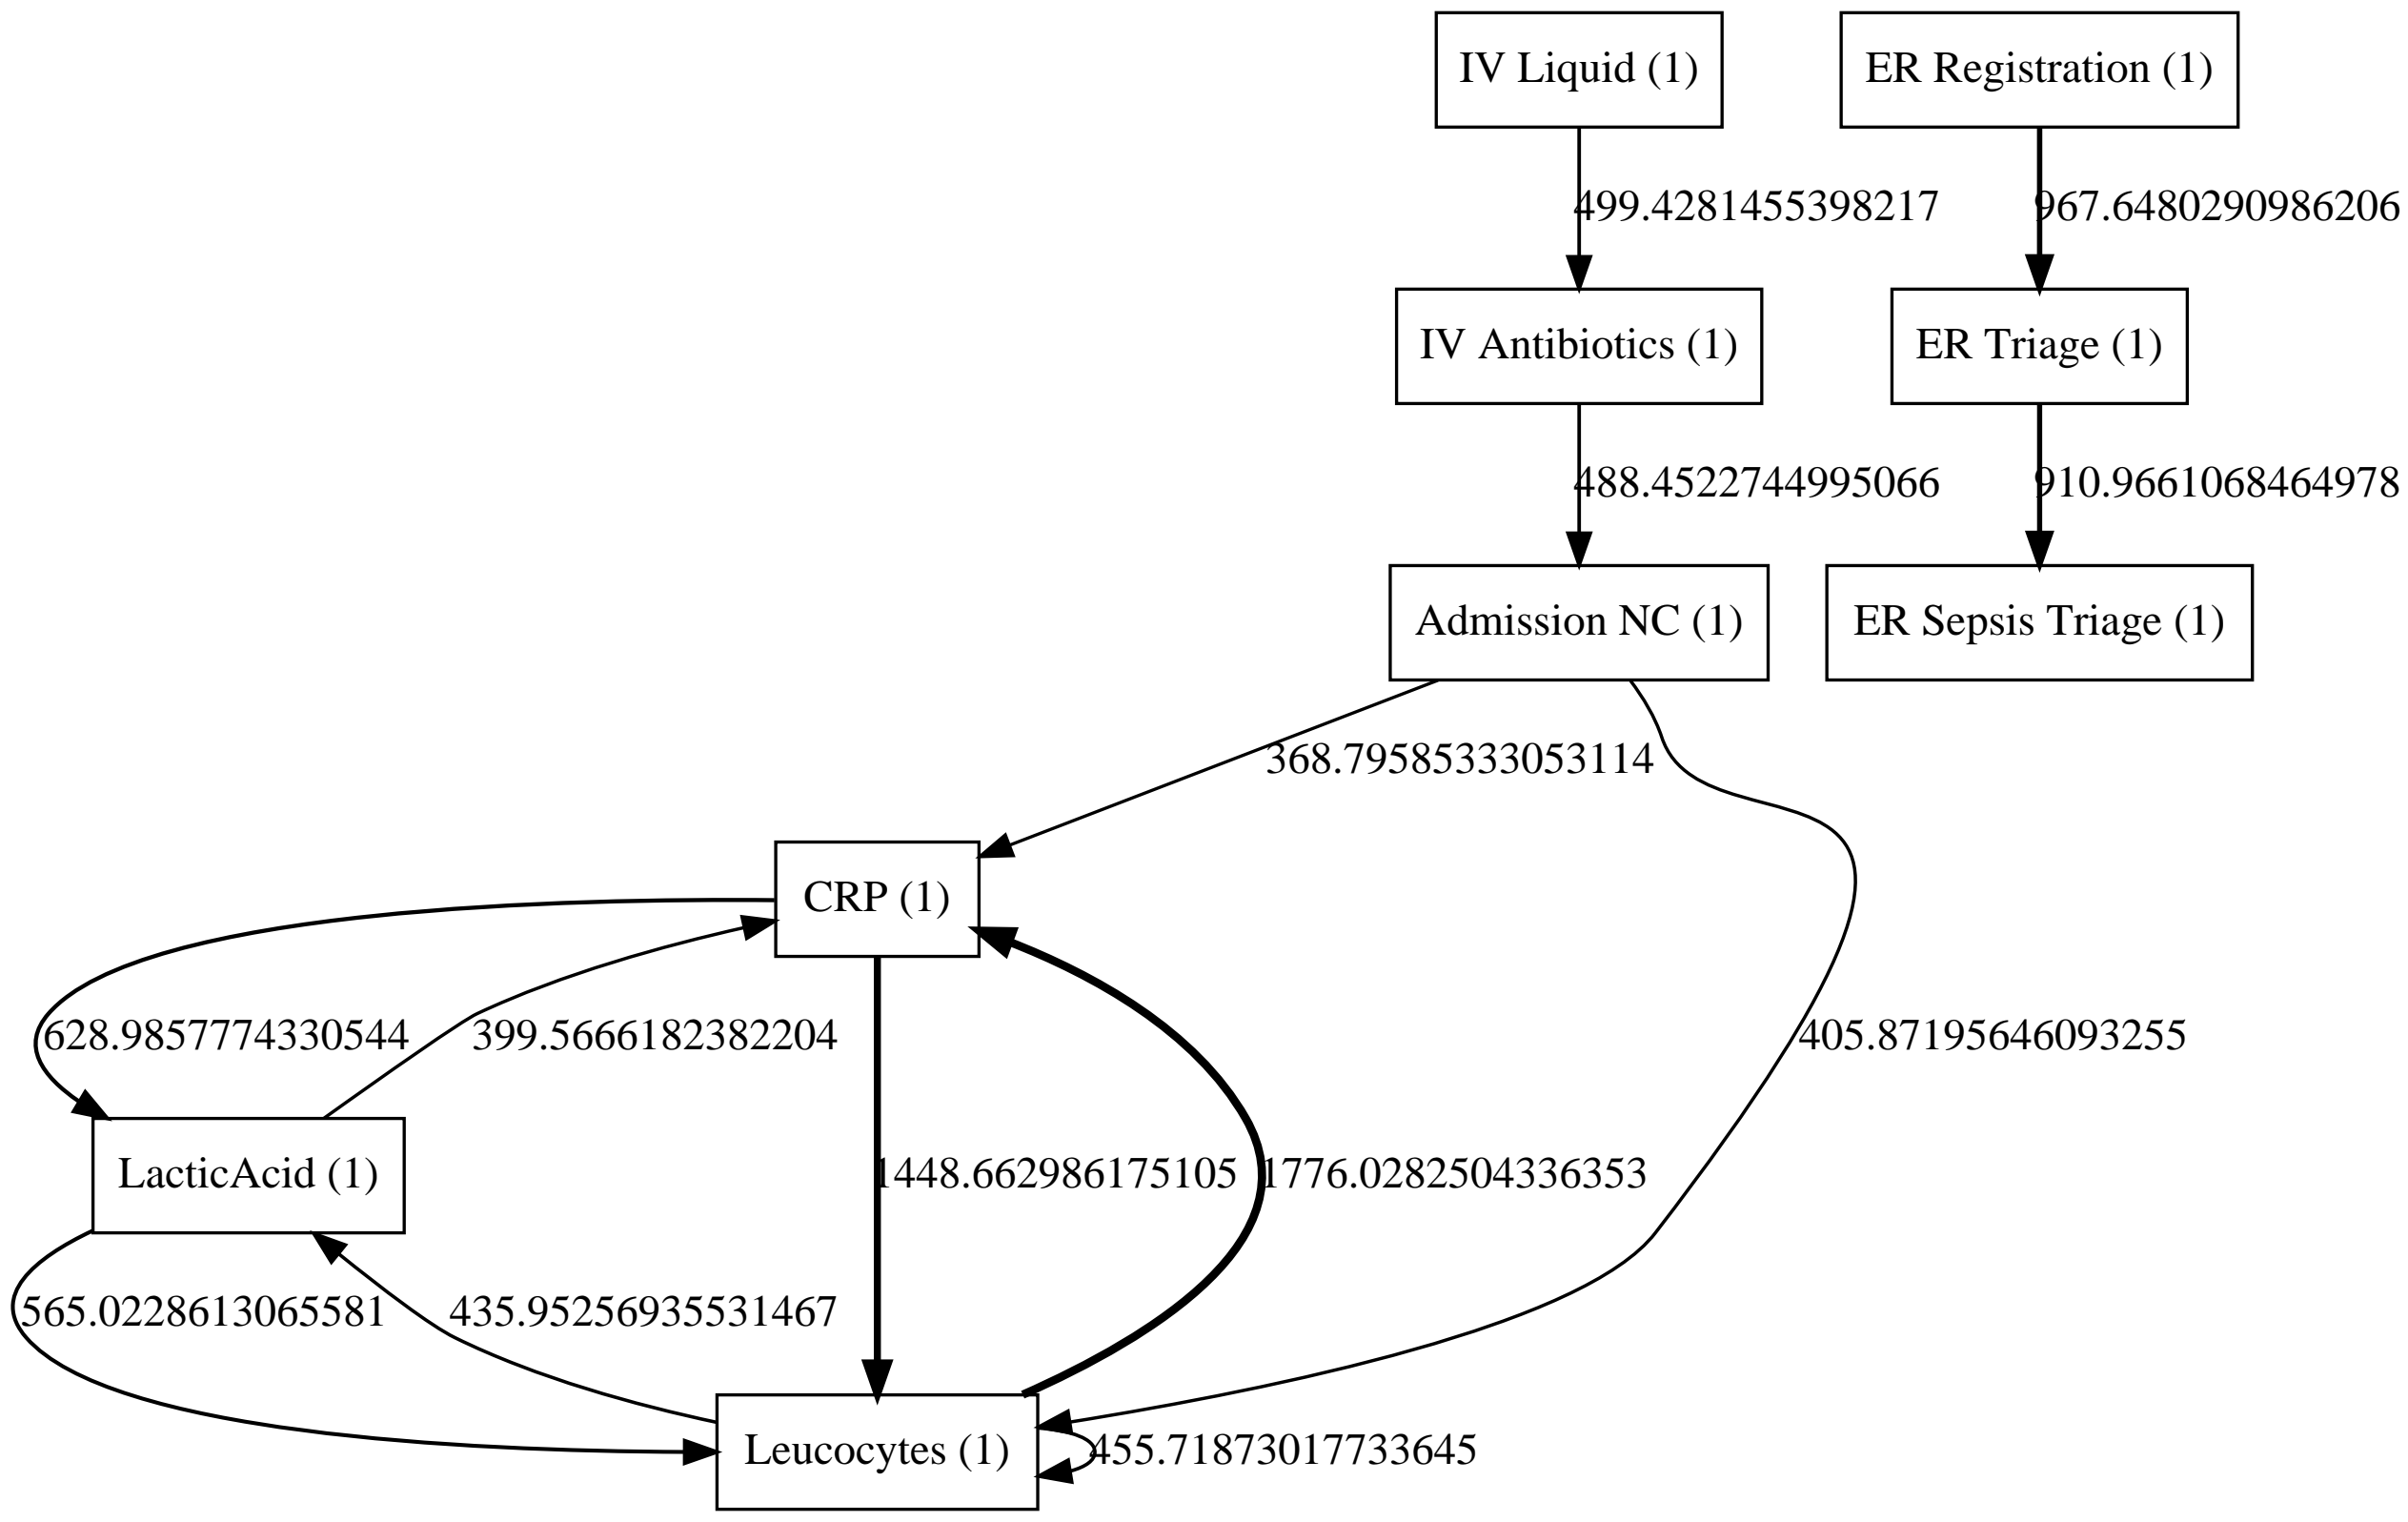 IV Liquid (1)
ER Registration (1)
499.4281455398217
967.6480290986206
IV Antibiotics (1)
ER Triage (1)
488.4522744995066
910.9661068464978
Admission NC (1)
ER Sepsis Triage (1)
368.79585333053114
CRP (1)
628.9857774330544
399.5666182382204
405.87195646093255
LacticAcid (1)
1448.662986175105
1776.0282504336353
565.0228613065581
435.95256935531467
Leucocytes (1)
455.71873017733645